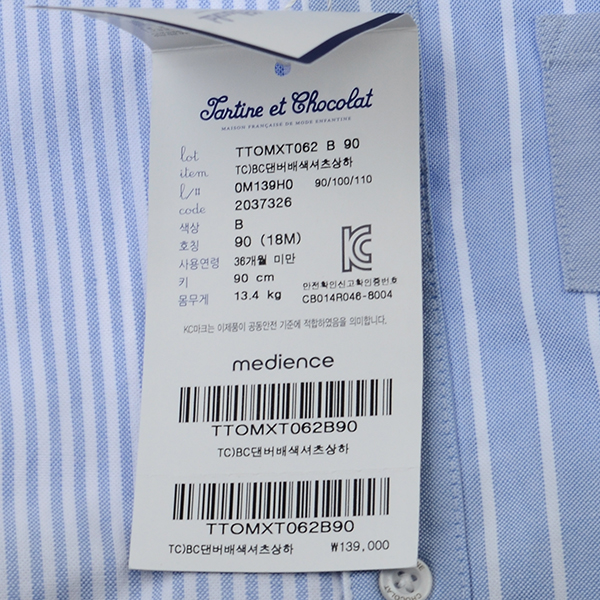 Tartine et Chocolat
MAISON FRANÇAISE DE MODE ENFANTINE
lot TTOMXT062 B 90
item TC)BC댄버배색셔츠상하
l/# 0M139H0 90/100/110
code 2037326
색상 B
호칭 90 (18M)
사용연령 36개월 미만
키 90 cm
몸무게 13.4 kg
안전확인신고확인증번호
CB014R046-8004
KC마크는 이제품이 공통안전 기준에 적합하였음을 의미합니다.
medience
TTOMXT062B90
TC)BC댄버배색셔츠상하
TTOMXT062B90
TC)BC댄버배색셔츠상하 ₩139,000